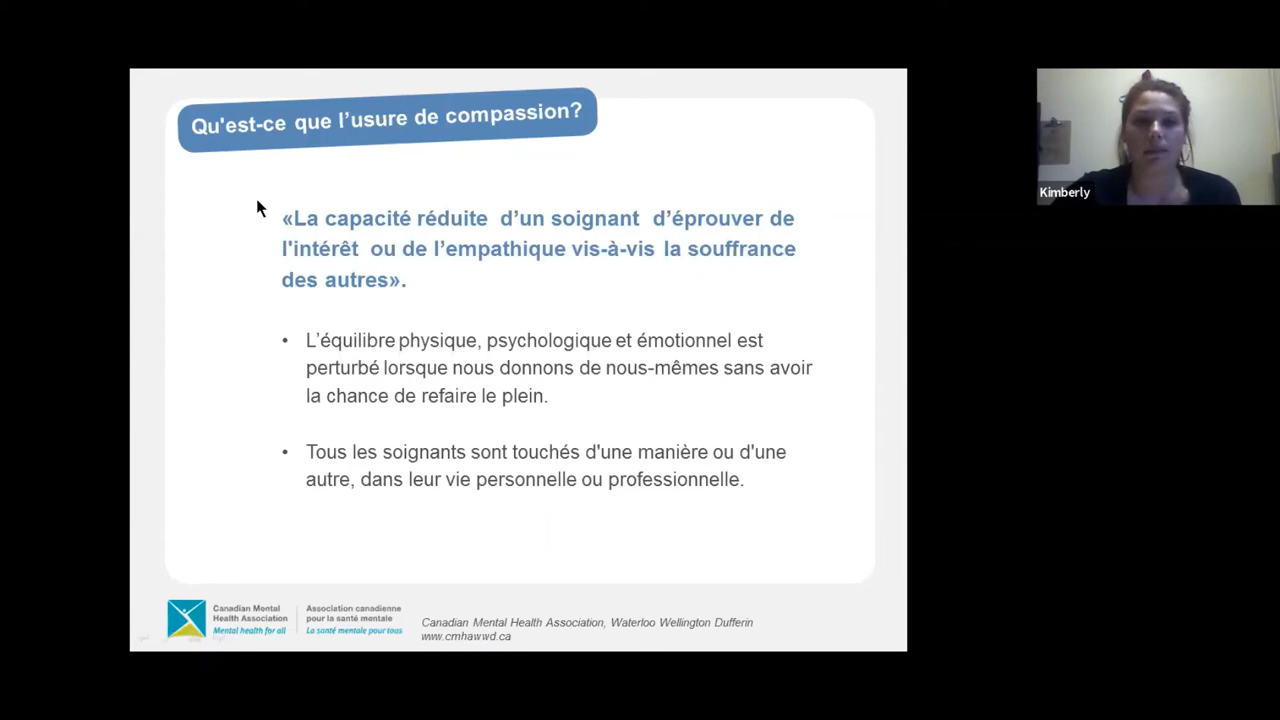 Qu'est-ce que l’usure de compassion?
«La capacité réduite d’un soignant d’éprouver de
l'intérêt ou de l’empathique vis-à-vis la souffrance
des autres».
• L’équilibre physique, psychologique et émotionnel est
perturbé lorsque nous donnons de nous-mêmes sans avoir
la chance de refaire le plein.
• Tous les soignants sont touchés d'une manière ou d'une
autre, dans leur vie personnelle ou professionnelle.
Canadian Mental
Health Association
Mental health for all
Association canadienne
pour la santé mentale
La santé mentale pour tous
Canadian Mental Health Association, Waterloo Wellington Dufferin
www.cmhawwd.ca
Kimberly